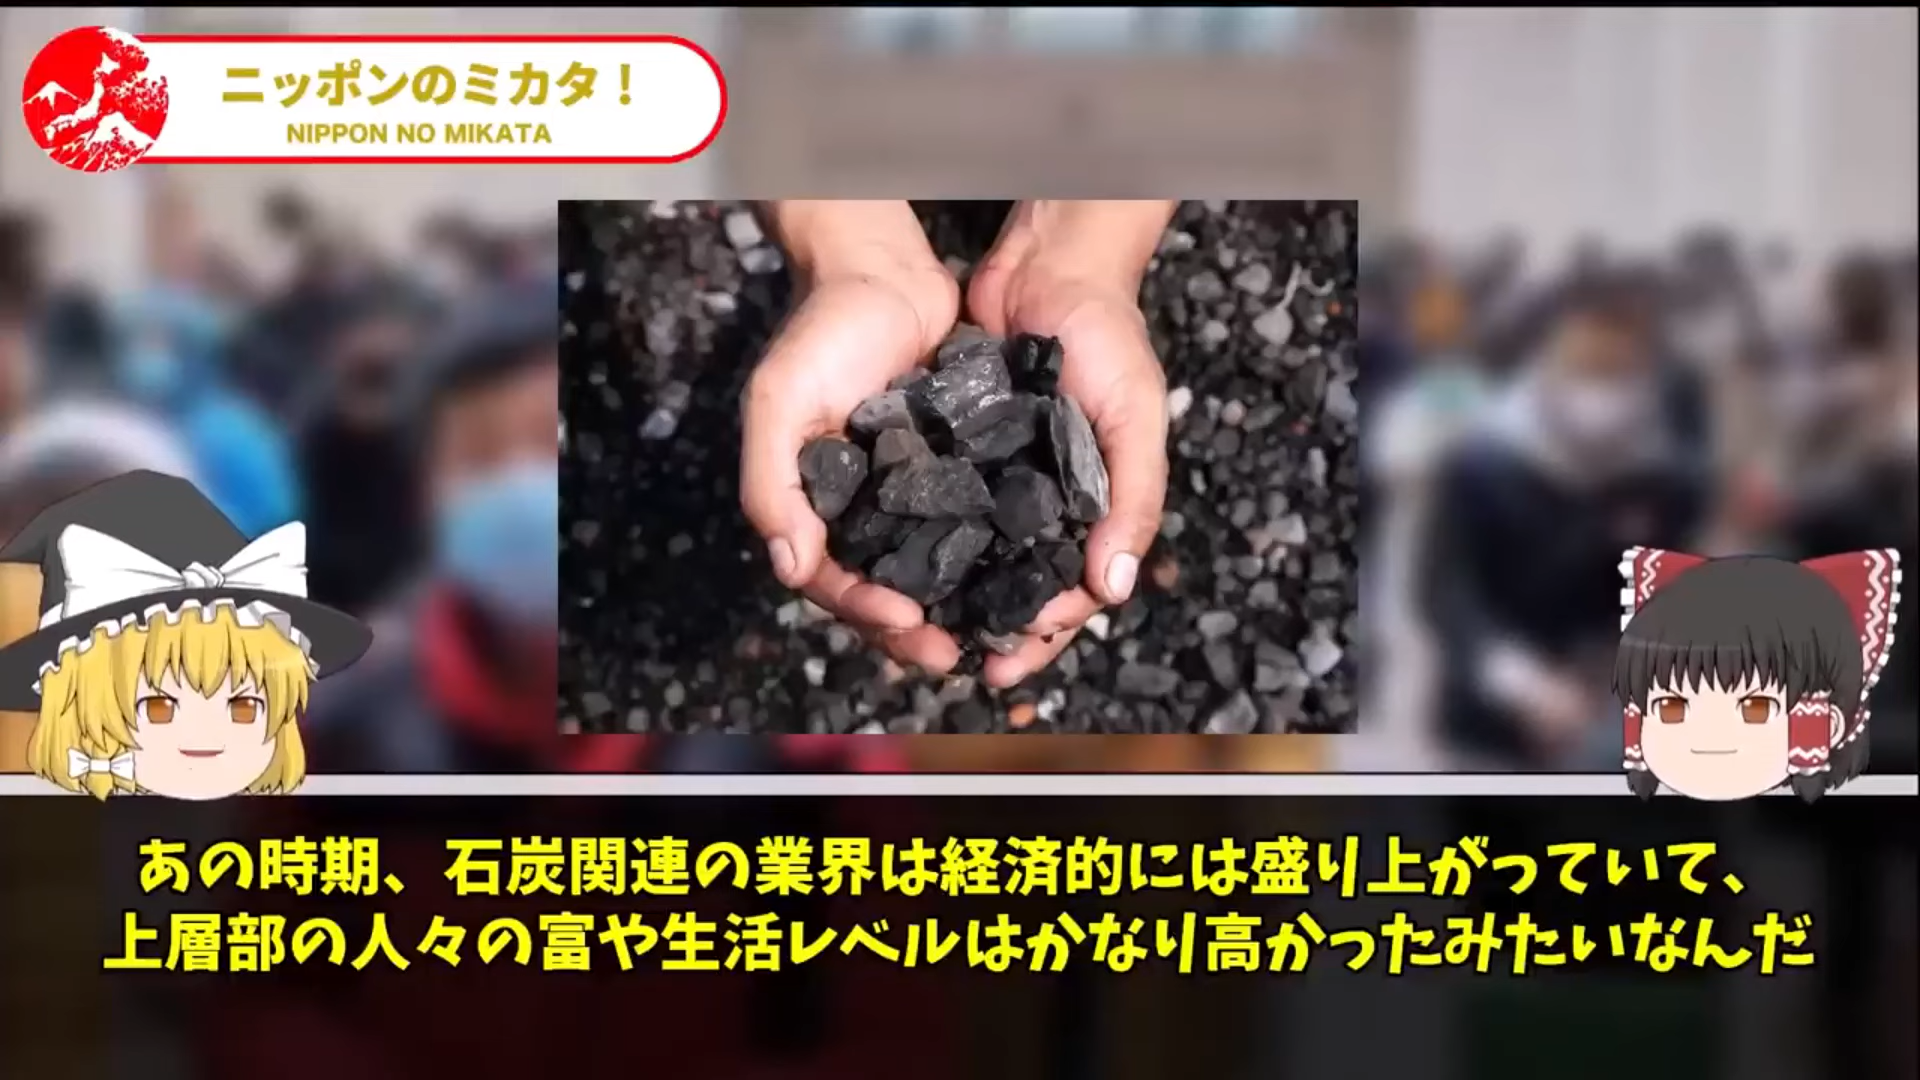 ニッポンのミカタ！
NIPPON NO MIKATA
あの時期、石炭関連の業界は経済的には盛り上がっていて、
上層部の人々の富や生活レベルはかなり高かったみたいなんだ